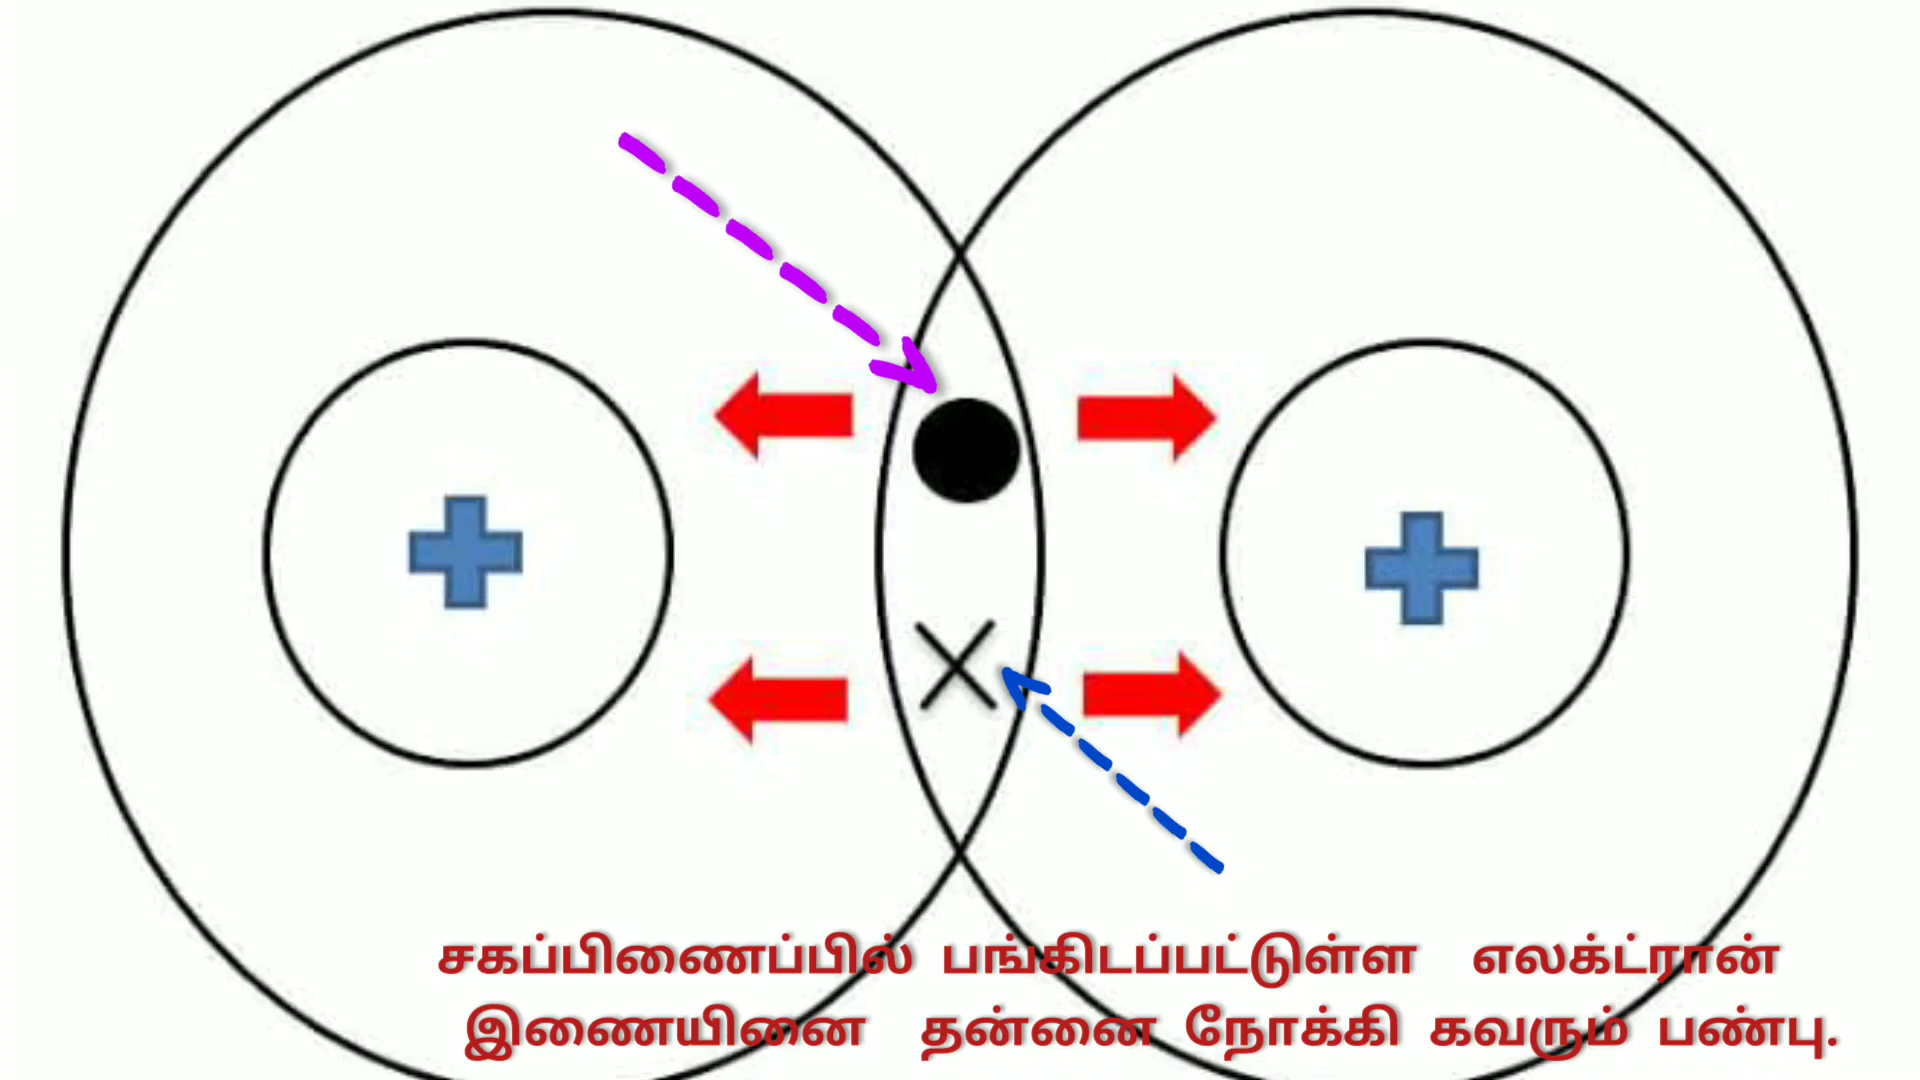 சகப்பிணைப்பில் பங்கிடப்பட்டுள்ள எலக்ட்ரான்
இணையினை தன்னை நோக்கி கவரும் பண்பு.